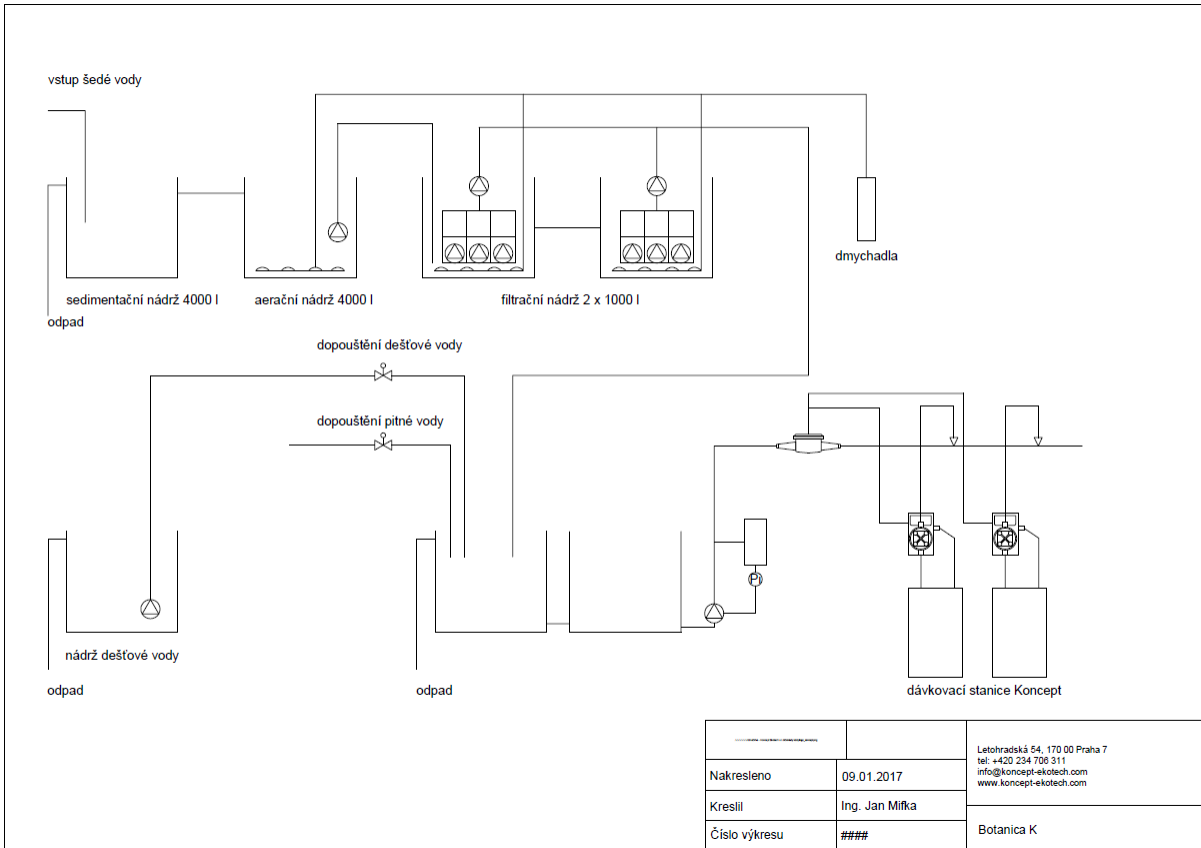 vstup šedé vody
dmychadla
sedimentační nádrž 4000 l
aerační nádrž 4000 l
filtrační nádrž 2 x 1000 l
odpad
dopouštění dešťové vody
dopouštění pitné vody
PI
nádrž dešťové vody
odpad
odpad
dávkovací stanice Koncept
Letohradská 54, 170 00 Praha 7
tel: +420 234 706 311
info@koncept-ekotech.com
www.koncept-ekotech.com
Nakresleno
09.01.2017
Kreslil
Ing. Jan Mifka
Číslo výkresu
####
Botanica K